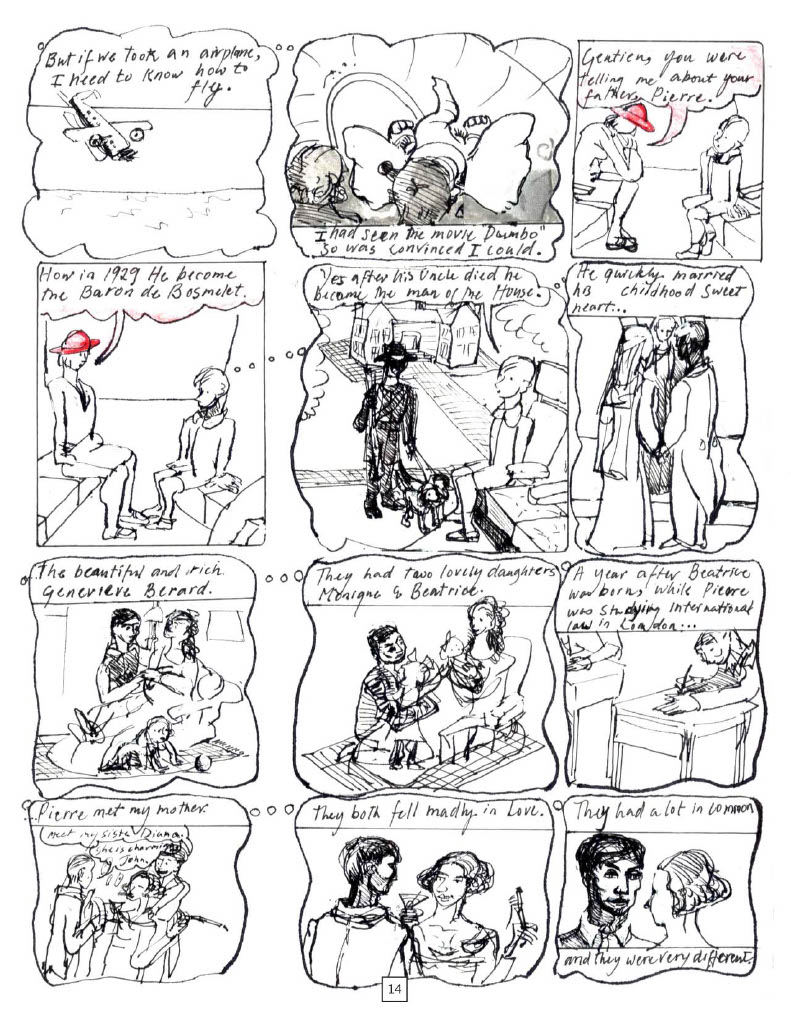 But if we took an airplane,
I need to know how to
fly.
I had seen the movie Dumbo"
so was convinced I could.
Gentien, you were
telling me about your
father, Pierre.
How in 1929 He become
the Baron de Bosmelet.
Yes after his Uncle died he
became the man of the House.
He quickly married
his childhood Sweet
heart...
The beautiful and rich
Genevieve Berard.
They had two lovely daughters
Monique & Beatrice.
A year after Beatrice
was born, while Pierre
was studying international
law in London...
Pierre met my mother.
meet my sister Diana
she is charming
John
They both fell madly in Love.
They had a lot in common
and they were very different.
14